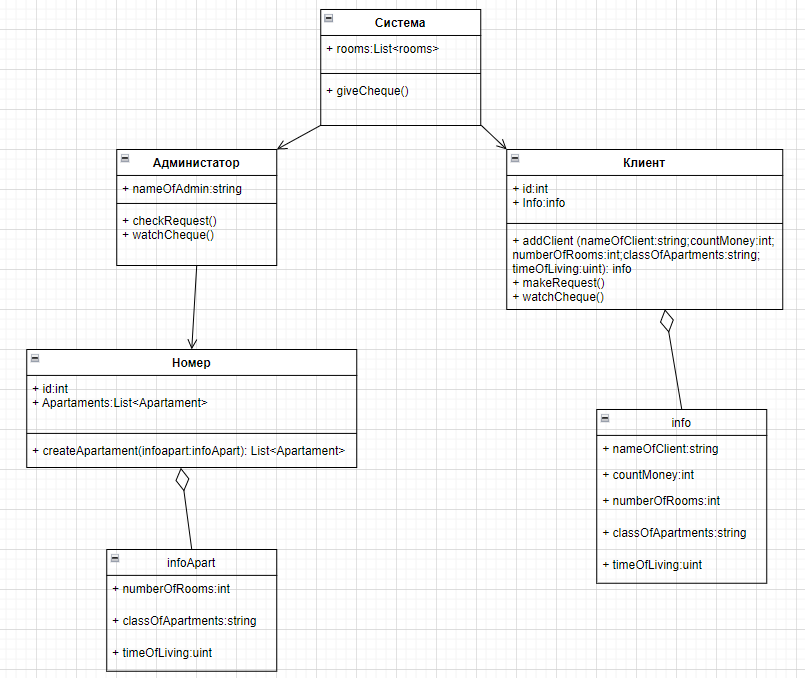 Система
+ rooms:List<rooms>
+ giveCheque()
Администатор
+ nameOfAdmin:string
+ checkRequest()
+ watchCheque()
Клиент
+ id:int
+ Info:info
+ addClient (nameOfClient:string;countMoney:int;
numberOfRooms:int;classOfApartments:string;
timeOfLiving:uint): info
+ makeRequest()
+ watchCheque()
Номер
+ id:int
+ Apartaments:List<Apartament>
+ createApartament(infoapart:infoApart): List<Apartament>
info
+ nameOfClient:string
+ countMoney:int
+ numberOfRooms:int
+ classOfApartments:string
+ timeOfLiving:uint
infoApart
+ numberOfRooms:int
+ classOfApartments:string
+ timeOfLiving:uint